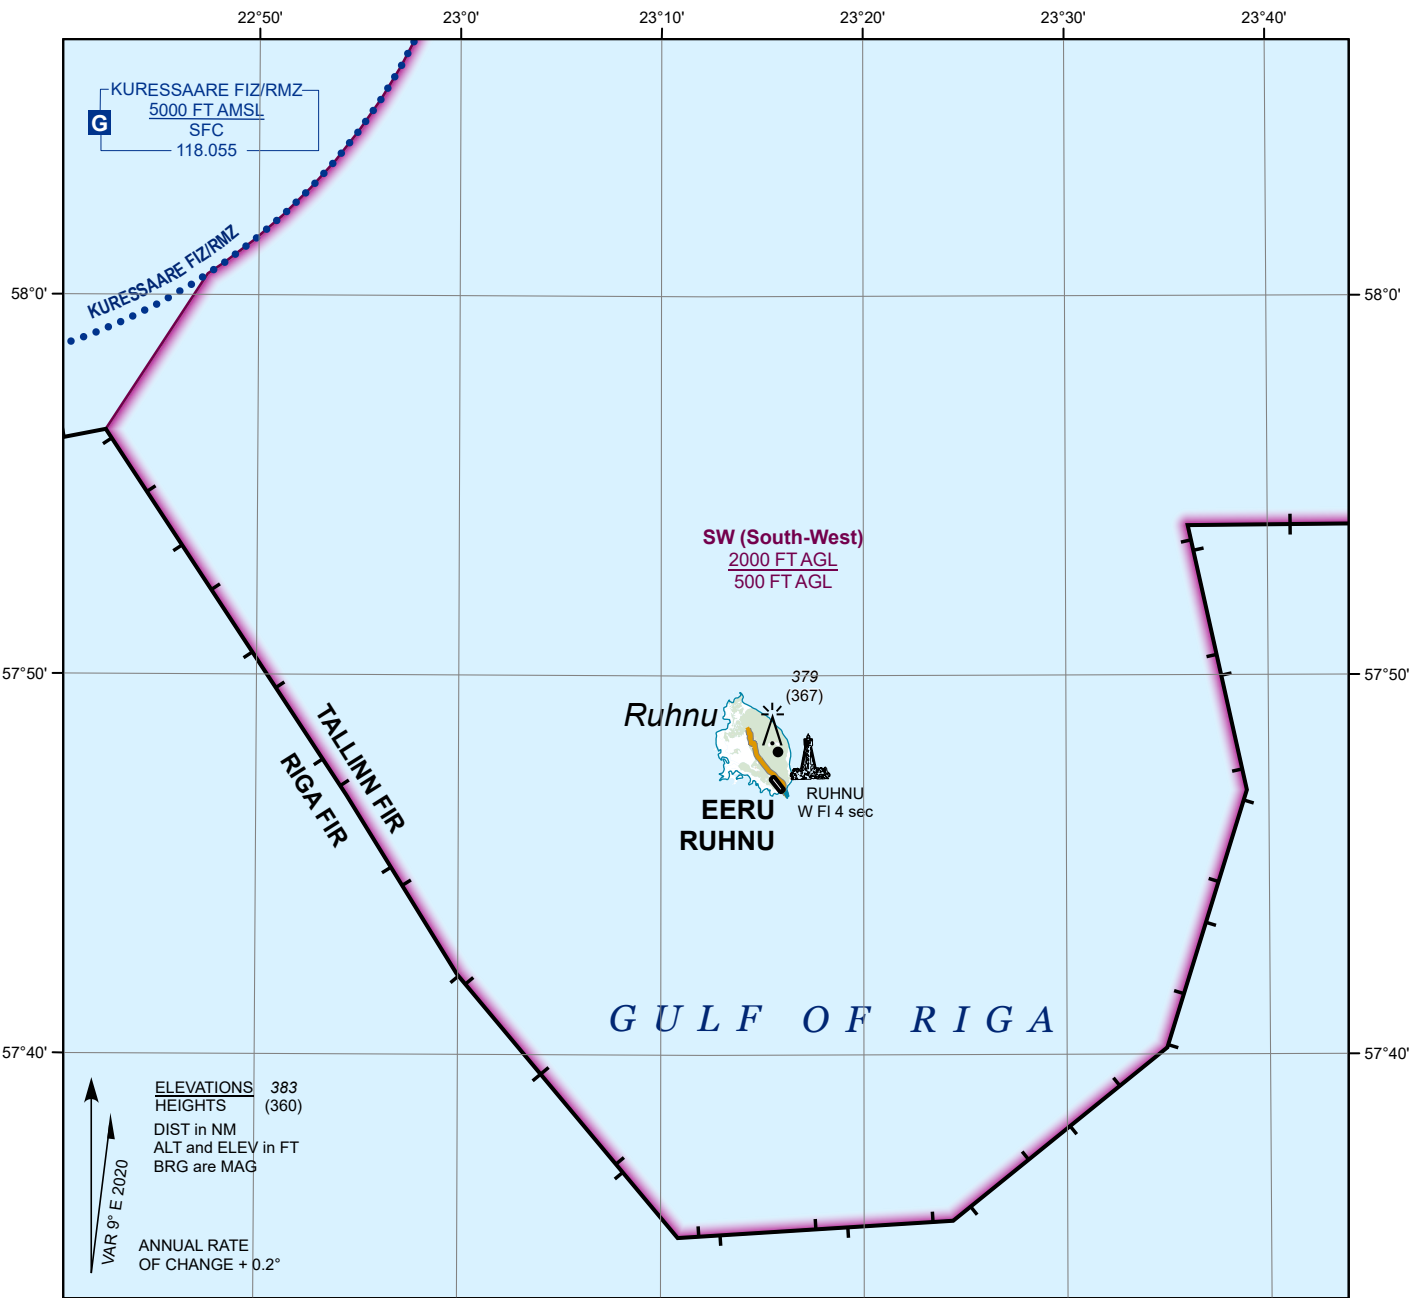 22°50'
23°0'
23°10'
23°20'
23°30'
23°40'
KURESSAARE FIZ/RMZ
5000 FT AMSL
G
SFC
118.055
KURESSAARE FIZ/RMZ
58°0'
58°0'
SW (South-West)
2000 FT AGL
500 FT AGL
57°50'
57°50'
379
(367)
Ruhnu
TALLINN FIR
RIGA FIR
RUHNU
W Fl 4 sec
EERU
RUHNU
GULF OF RIGA
57°40'
57°40'
ELEVATIONS 383
HEIGHTS (360)
DIST in NM
ALT and ELEV in FT
BRG are MAG
VAR 9° E 2020
ANNUAL RATE
OF CHANGE + 0.2°